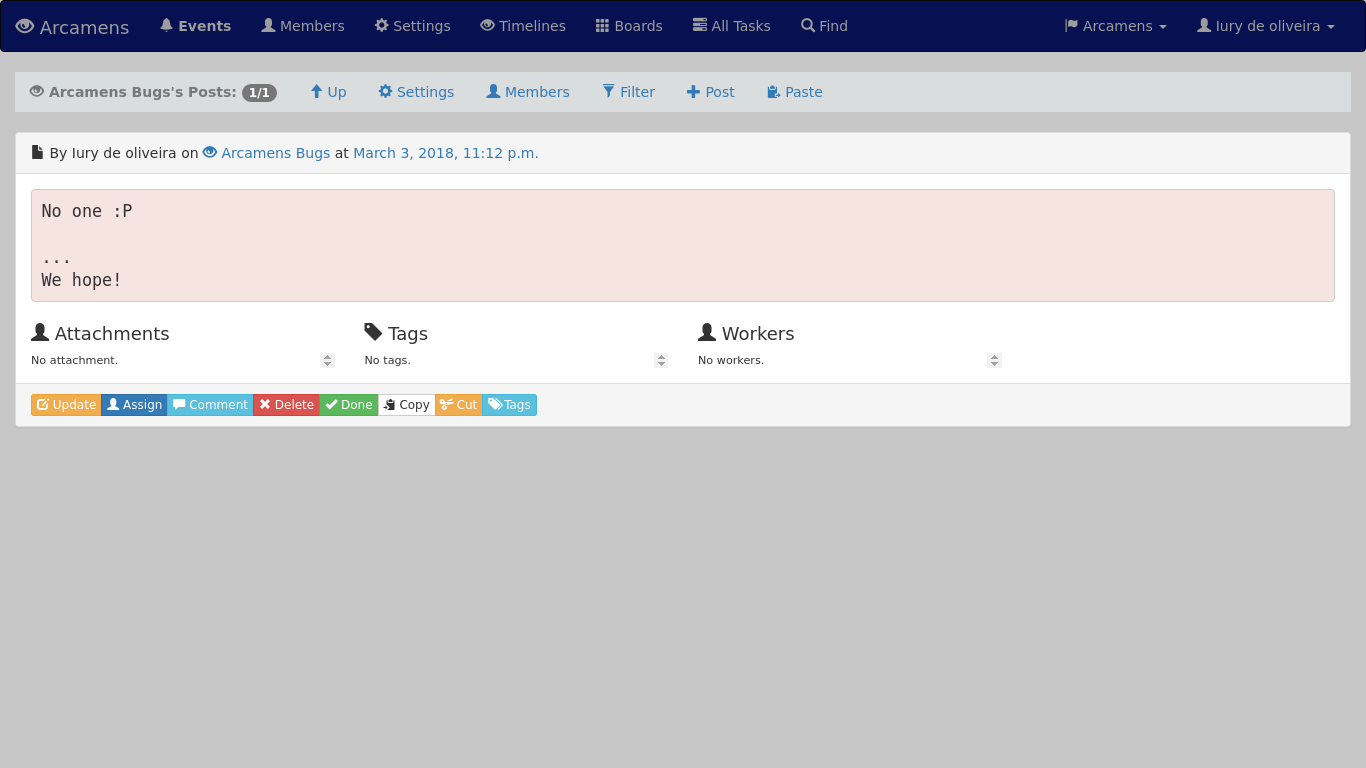 Arcamens Events Members Settings Timelines Boards All Tasks Find Arcamens Iury de oliveira
Arcamens Bugs's Posts: 1/1 Up Settings Members Filter Post Paste
By Iury de oliveira on Arcamens Bugs at March 3, 2018, 11:12 p.m.
No one :P
...
We hope!
Attachments Tags Workers
No attachment. No tags. No workers.
Update Assign Comment Delete Done Copy Cut Tags